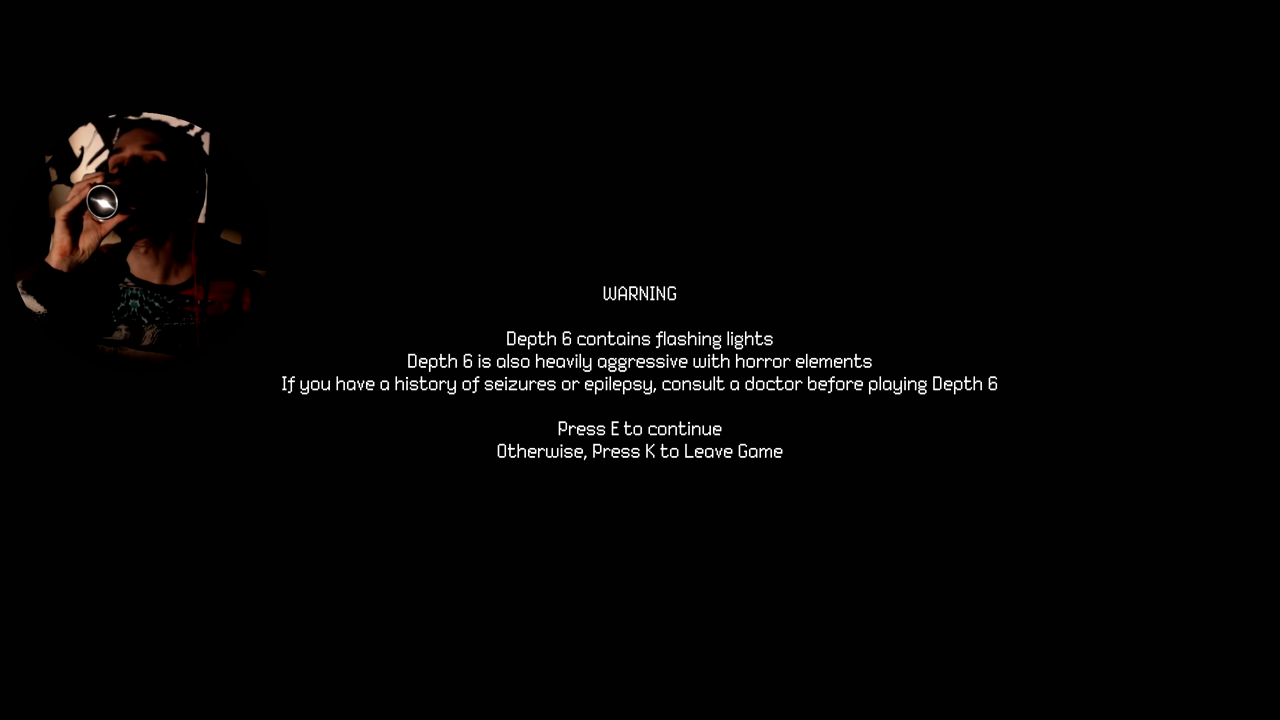 WARNING
Depth 6 contains flashing lights
Depth 6 is also heavily aggressive with horror elements
If you have a history of seizures or epilepsy, consult a doctor before playing Depth 6
Press E to continue
Otherwise, Press K to Leave Game